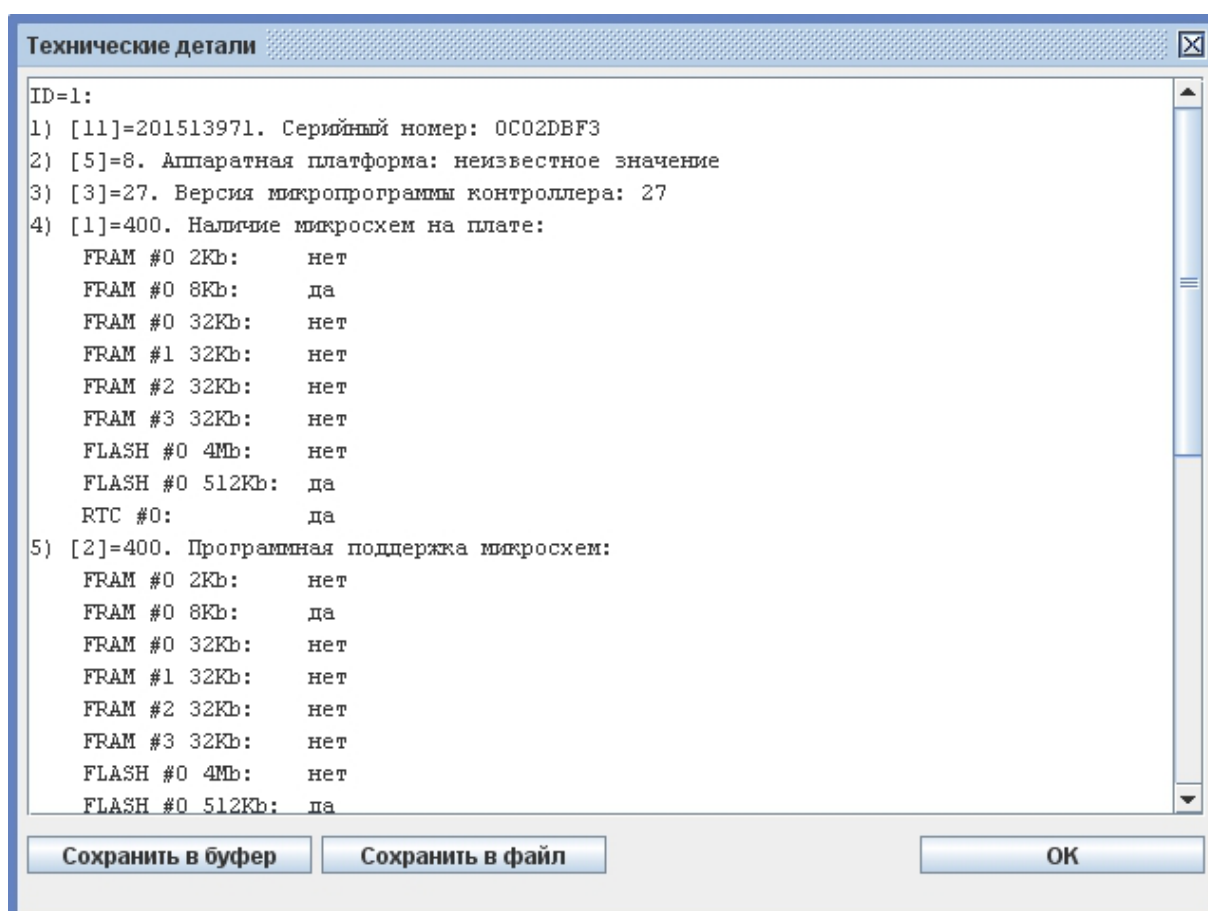 Технические детали
ID=1:
1) [11]=201513971. Серийный номер: 0C02DBF3
2) [5]=8. Аппаратная платформа: неизвестное значение
3) [3]=27. Версия микропрограммы контроллера: 27
4) [1]=400. Наличие микросхем на плате:
FRAM #0 2Kb: нет
FRAM #0 8Kb: да
FRAM #0 32Kb: нет
FRAM #1 32Kb: нет
FRAM #2 32Kb: нет
FRAM #3 32Kb: нет
FLASH #0 4Mb: нет
FLASH #0 512Kb: да
RTC #0: да
5) [2]=400. Программная поддержка микросхем:
FRAM #0 2Kb: нет
FRAM #0 8Kb: да
FRAM #0 32Kb: нет
FRAM #1 32Kb: нет
FRAM #2 32Kb: нет
FRAM #3 32Kb: нет
FLASH #0 4Mb: нет
FLASH #0 512Kb: да
Сохранить в буфер Сохранить в файл OK